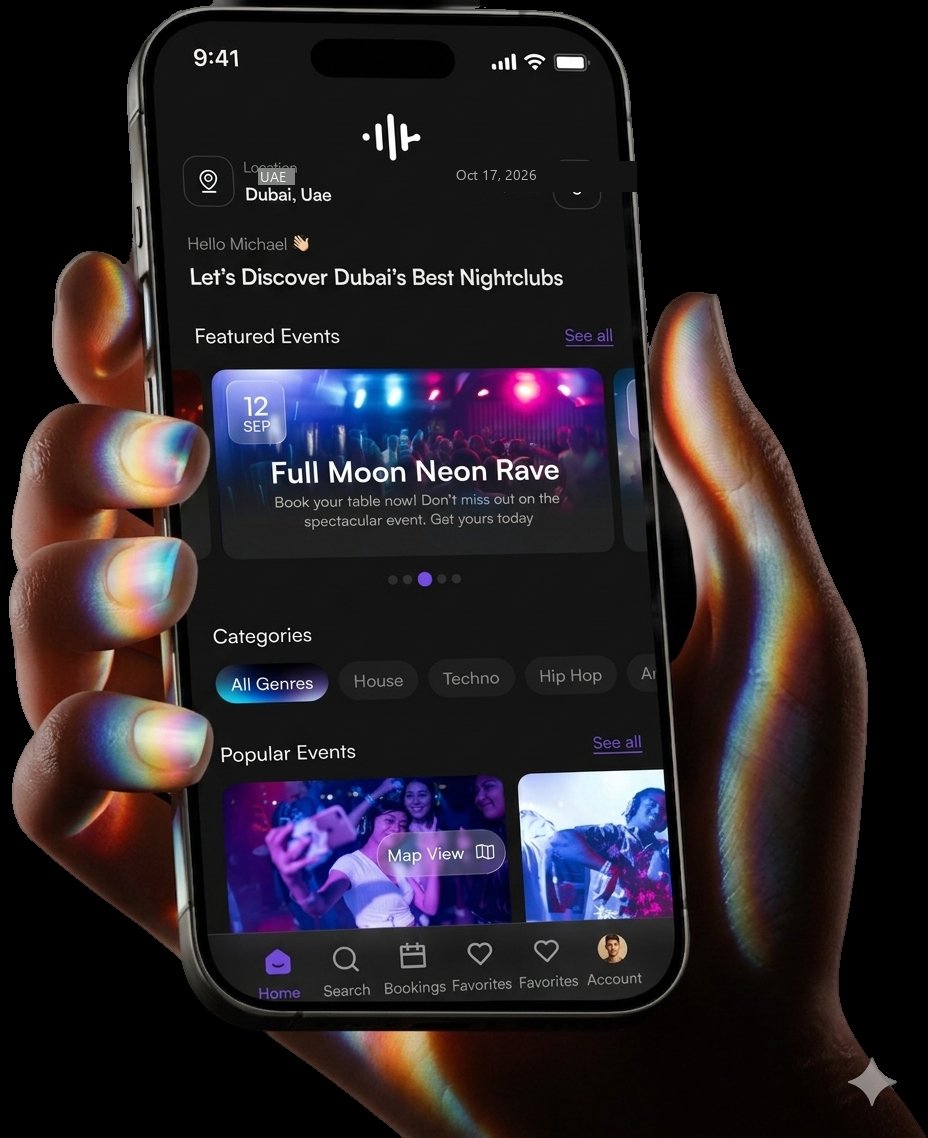 9:41
Location
UAE
Oct 17, 2026
Dubai, Uae
Hello Michael 👋🏻
Let's Discover Dubai's Best Nightclubs
Featured Events
See all
12
SEP
Full Moon Neon Rave
Book your table now! Don't miss out on the
spectacular event. Get yours today
Categories
All Genres
House
Techno
Hip Hop
Popular Events
See all
Map View
Home
Search
Bookings
Favorites
Favorites
Account